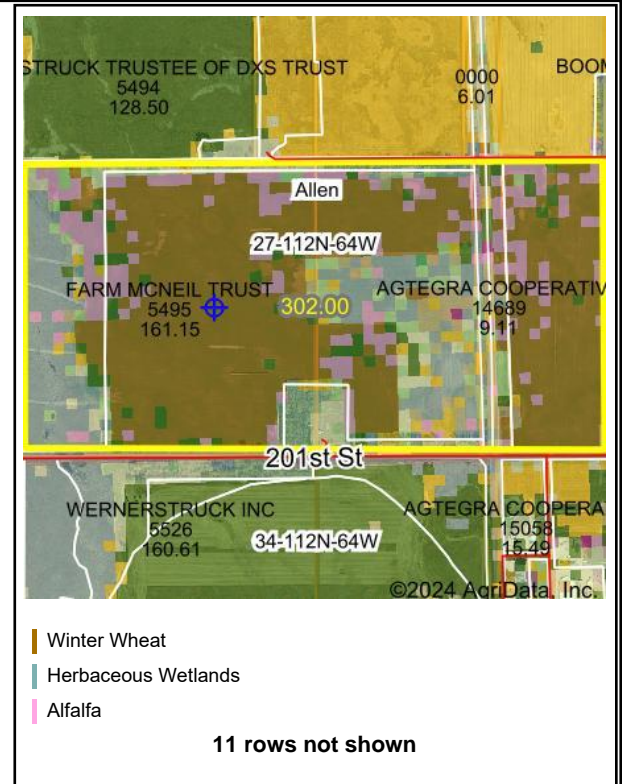 STRUCK TRUSTEE OF DXS TRUST
5494
128.50
0000
6.01
BOOM
Allen
27-112N-64W
FARM MCNEIL TRUST
5495
161.15
302.00
AGTEGRA COOPERATIV
14689
9.11
201st St
WERNERSTRUCK INC
5526
160.61
34-112N-64W
AGTEGRA COOPERA
15058
15.49
©2024 AgriData, Inc.
Winter Wheat
Herbaceous Wetlands
Alfalfa
11 rows not shown